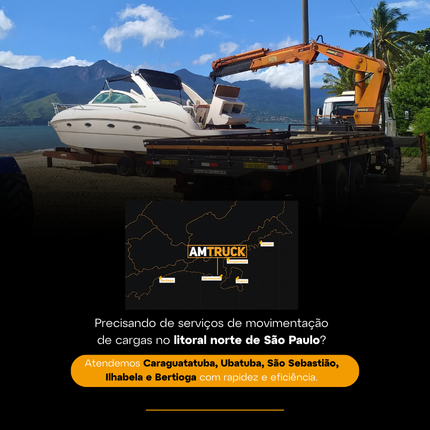 AMTRUCK
Precisando de serviços de movimentação
de cargas no litoral norte de São Paulo?
Atendemos Caraguatatuba, Ubatuba, São Sebastião,
Ilhabela e Bertioga com rapidez e eficiência.